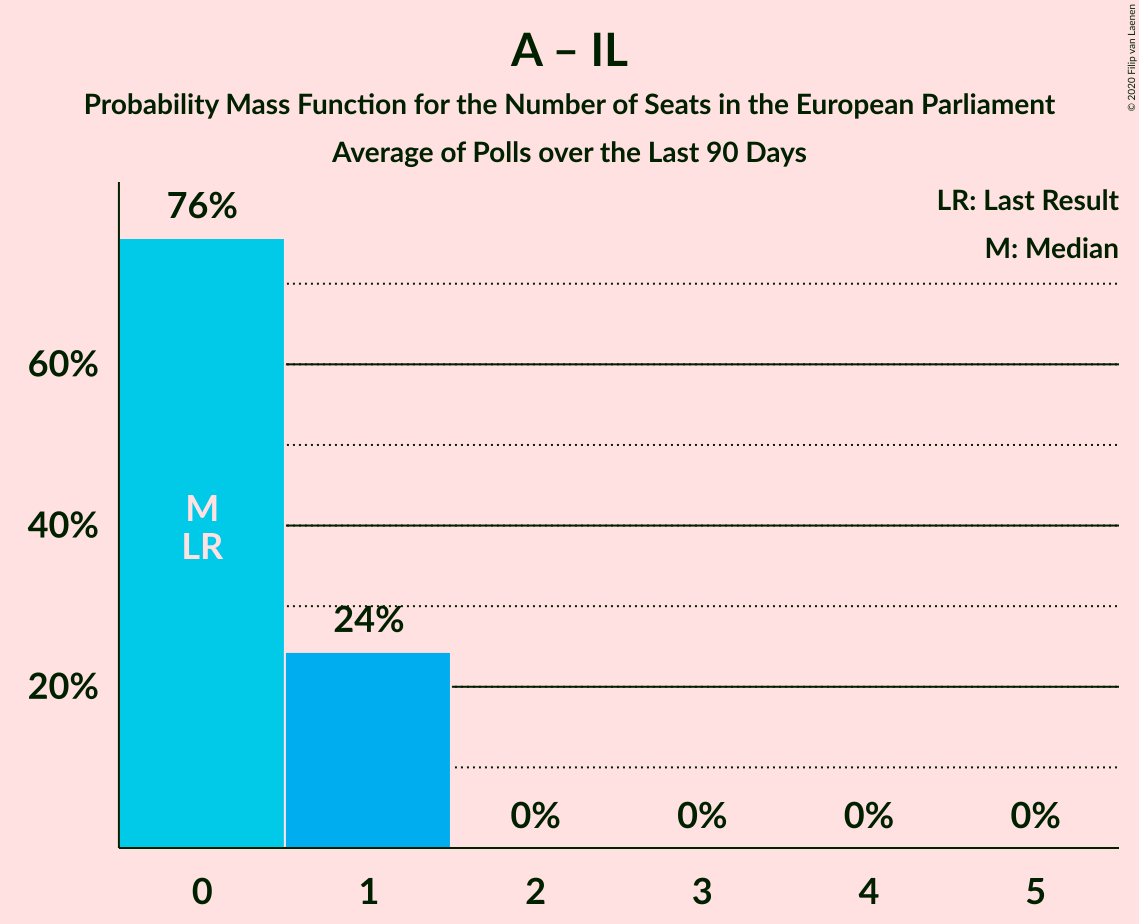 A – IL
Probability Mass Function for the Number of Seats in the European Parliament
Average of Polls over the Last 90 Days
© 2020 Filip van Laenen
LR: Last Result
M: Median
76%
60%
M
40%
LR
24%
20%
0% 0% 0% 0%
0 1 2 3 4 5